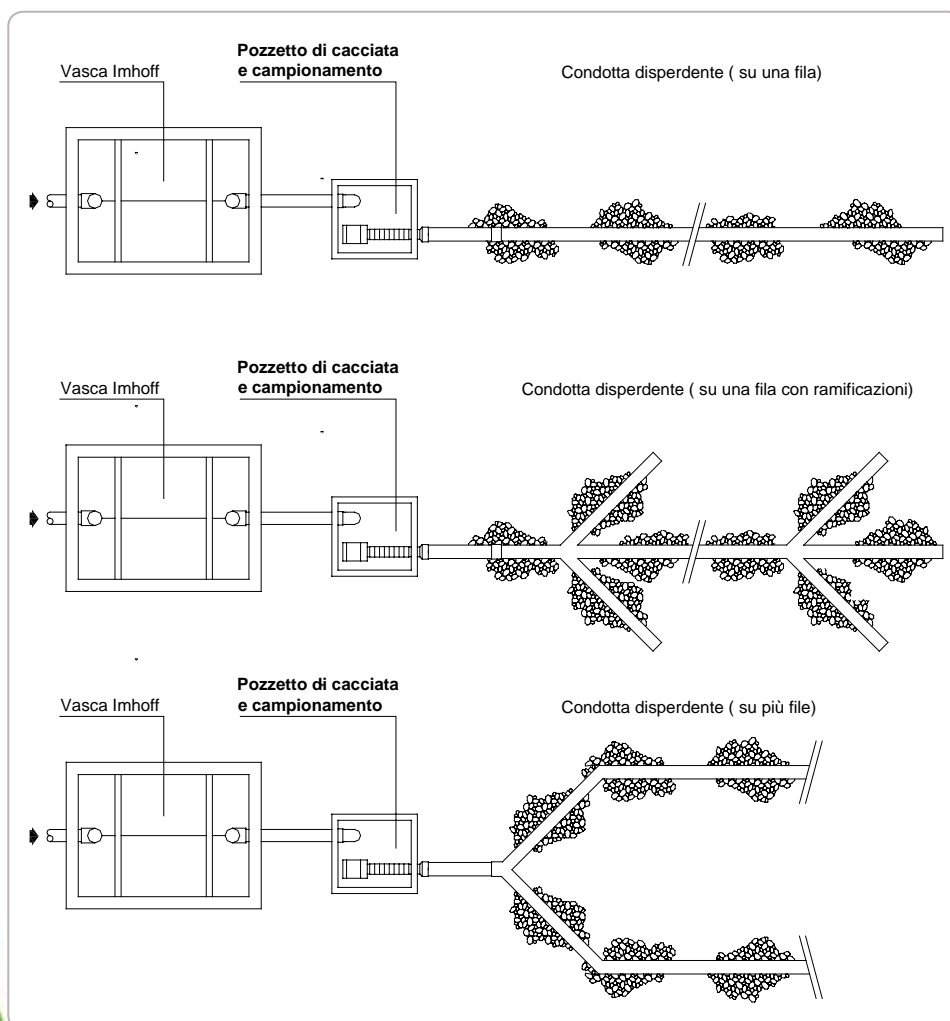 Pozzetto di cacciata
e campionamento
Vasca Imhoff
Condotta disperdente ( su una fila)
Pozzetto di cacciata
e campionamento
Vasca Imhoff
Condotta disperdente ( su una fila con ramificazioni)
Pozzetto di cacciata
e campionamento
Vasca Imhoff
Condotta disperdente ( su più file)